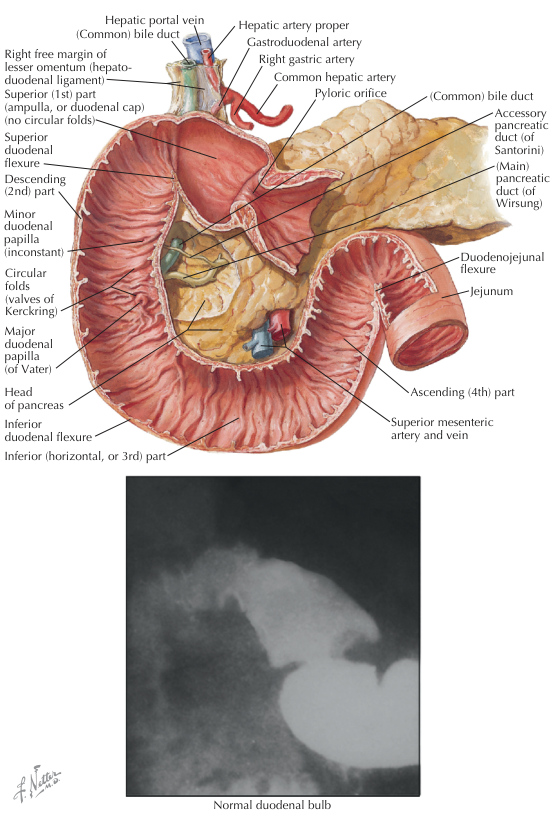 Hepatic portal vein
(Common) bile duct
Hepatic artery proper
Gastroduodenal artery
Right gastric artery
Common hepatic artery
Pyloric orifice
Right free margin of
lesser omentum (hepato-
duodenal ligament)
Superior (1st) part
(ampulla, or duodenal cap)
(no circular folds)
Superior
duodenal
flexure
Descending
(2nd) part
Minor
duodenal
papilla
(inconstant)
Circular
folds
(valves of
Kerckring)
Major
duodenal
papilla
(of Vater)
Head
of pancreas
Inferior
duodenal flexure
Inferior (horizontal, or 3rd) part
(Common) bile duct
Accessory
pancreatic
duct (of
Santorini)
(Main)
pancreatic
duct (of
Wirsung)
Duodenojejunal
flexure
Jejunum
Ascending (4th) part
Superior mesenteric
artery and vein
F. Netter
M.D.
Normal duodenal bulb